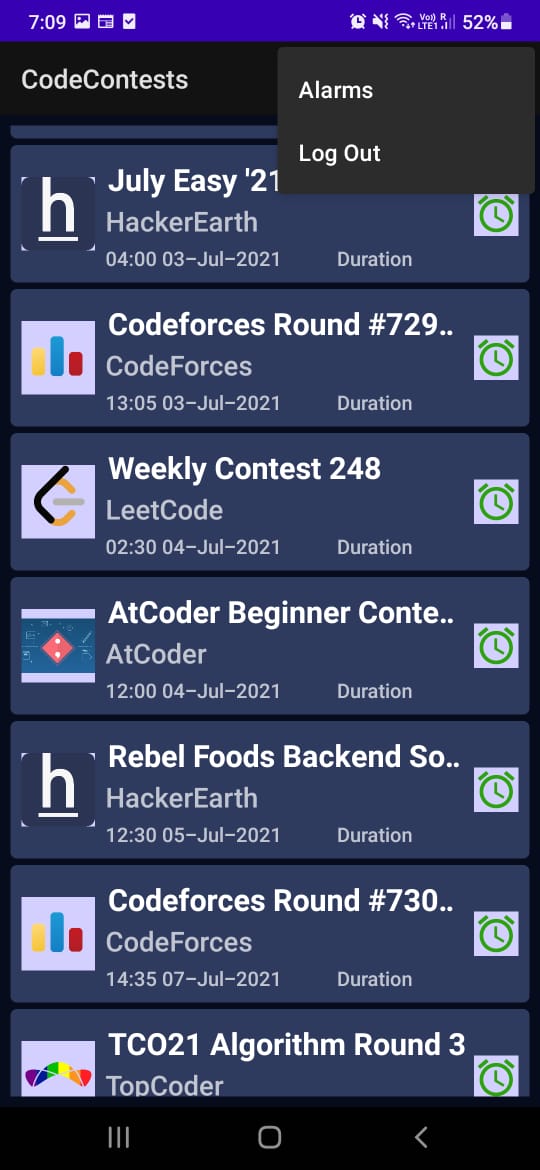 7:09
Vo)) R
LTE1
52%
CodeContests
Alarms
Log Out
July Easy '21
h
HackerEarth
04:00 03-Jul-2021 Duration
Codeforces Round #729..
CodeForces
13:05 03-Jul-2021 Duration
Weekly Contest 248
LeetCode
02:30 04-Jul-2021 Duration
AtCoder Beginner Conte..
AtCoder
12:00 04-Jul-2021 Duration
Rebel Foods Backend So..
h
HackerEarth
12:30 05-Jul-2021 Duration
Codeforces Round #730..
CodeForces
14:35 07-Jul-2021 Duration
TCO21 Algorithm Round 3
TopCoder